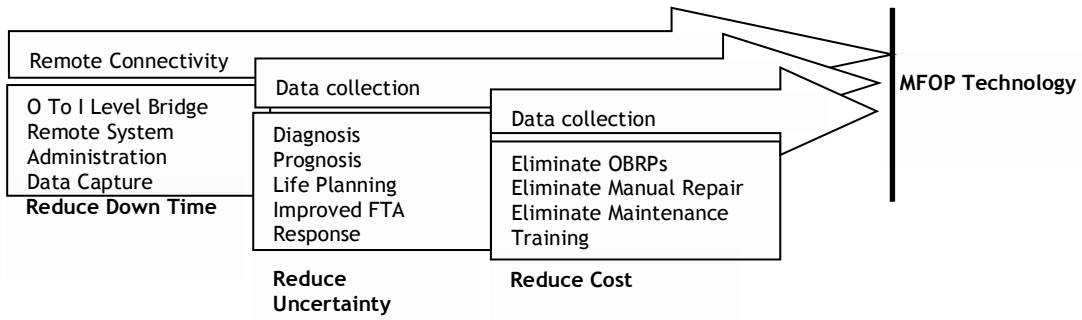 Remote Connectivity
O To I Level Bridge
Remote System
Administration
Data Capture
Reduce Down Time
Data collection
Diagnosis
Prognosis
Life Planning
Improved FTA
Response
Reduce
Uncertainty
Data collection
Eliminate OBRPs
Eliminate Manual Repair
Eliminate Maintenance
Training
Reduce Cost
MFOP Technology